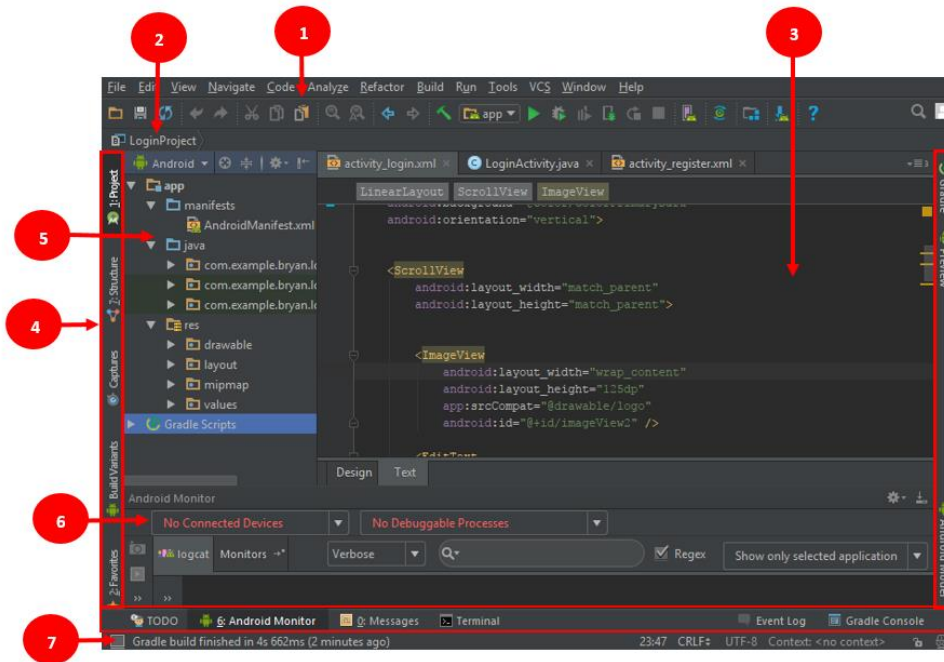 2
1
3
File Edit View Navigate Code Analyze Refactor Build Run Tools VCS Window Help
app
?
LoginProject
Android
activity_login.xml × LoginActivity.java × activity_register.xml ×
LinearLayout ScrollView ImageView
1: Project
app
manifests
AndroidManifest.xml
5
java
com.example.bryan.lo
com.example.bryan.lo
com.example.bryan.lo
4
2: Structure
res
drawable
layout
mipmap
values
Captures
Gradle Scripts
Build Variants
2: Favorites
android:orientation="vertical">
<ScrollView
android:layout_width="match_parent"
android:layout_height="match_parent">
<ImageView
android:layout_width="wrap_content"
android:layout_height="125dp"
app:srcCompat="@drawable/logo"
android:id="@+id/imageView2" />
<EditText
Design Text
Gradle
Preview
Android Model
Android Monitor
6
No Connected Devices No Debuggable Processes
logcat Monitors Verbose Regex Show only selected application
TODO 6: Android Monitor 0: Messages Terminal Event Log Gradle Console
7
Gradle build finished in 4s 662ms (2 minutes ago) 23:47 CRLF UTF-8 Context: <no context>